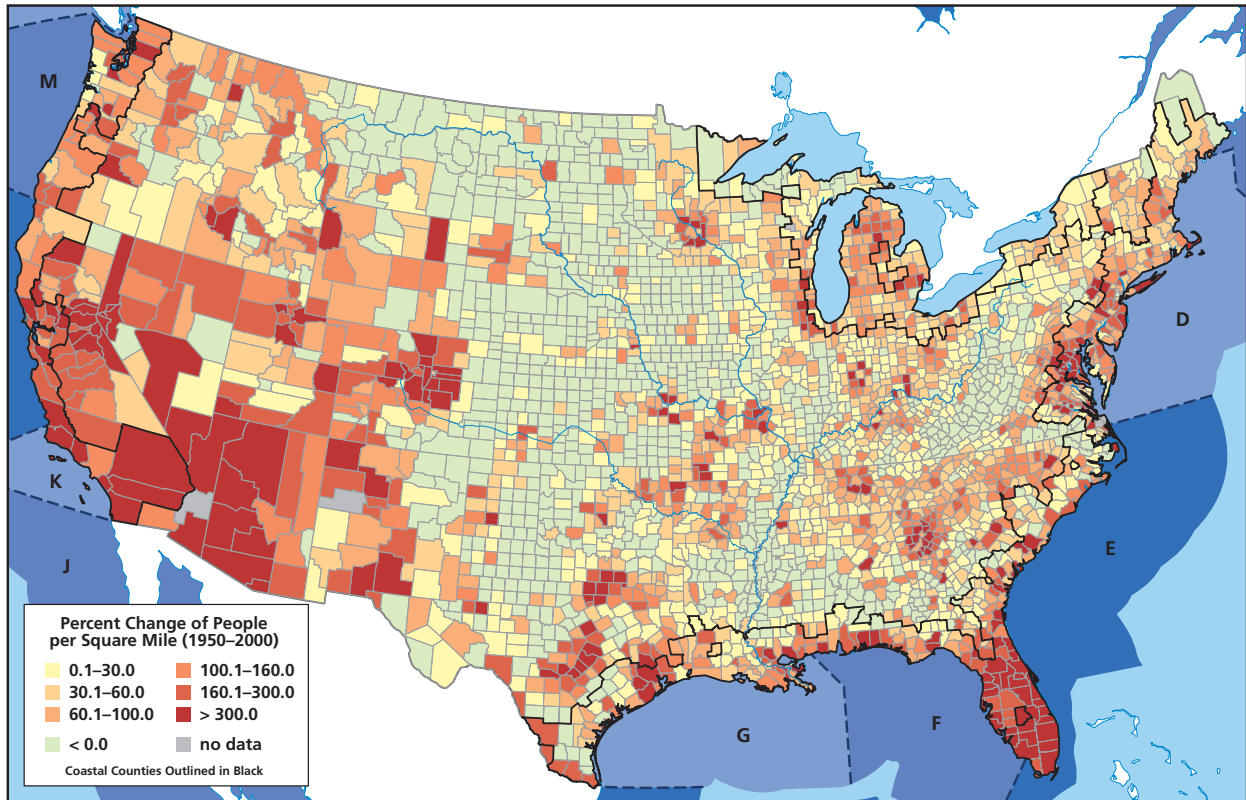 M
D
K
E
J
F
G
Percent Change of People
per Square Mile (1950–2000)
0.1–30.0
100.1–160.0
30.1–60.0
160.1–300.0
60.1–100.0
> 300.0
< 0.0
no data
Coastal Counties Outlined in Black